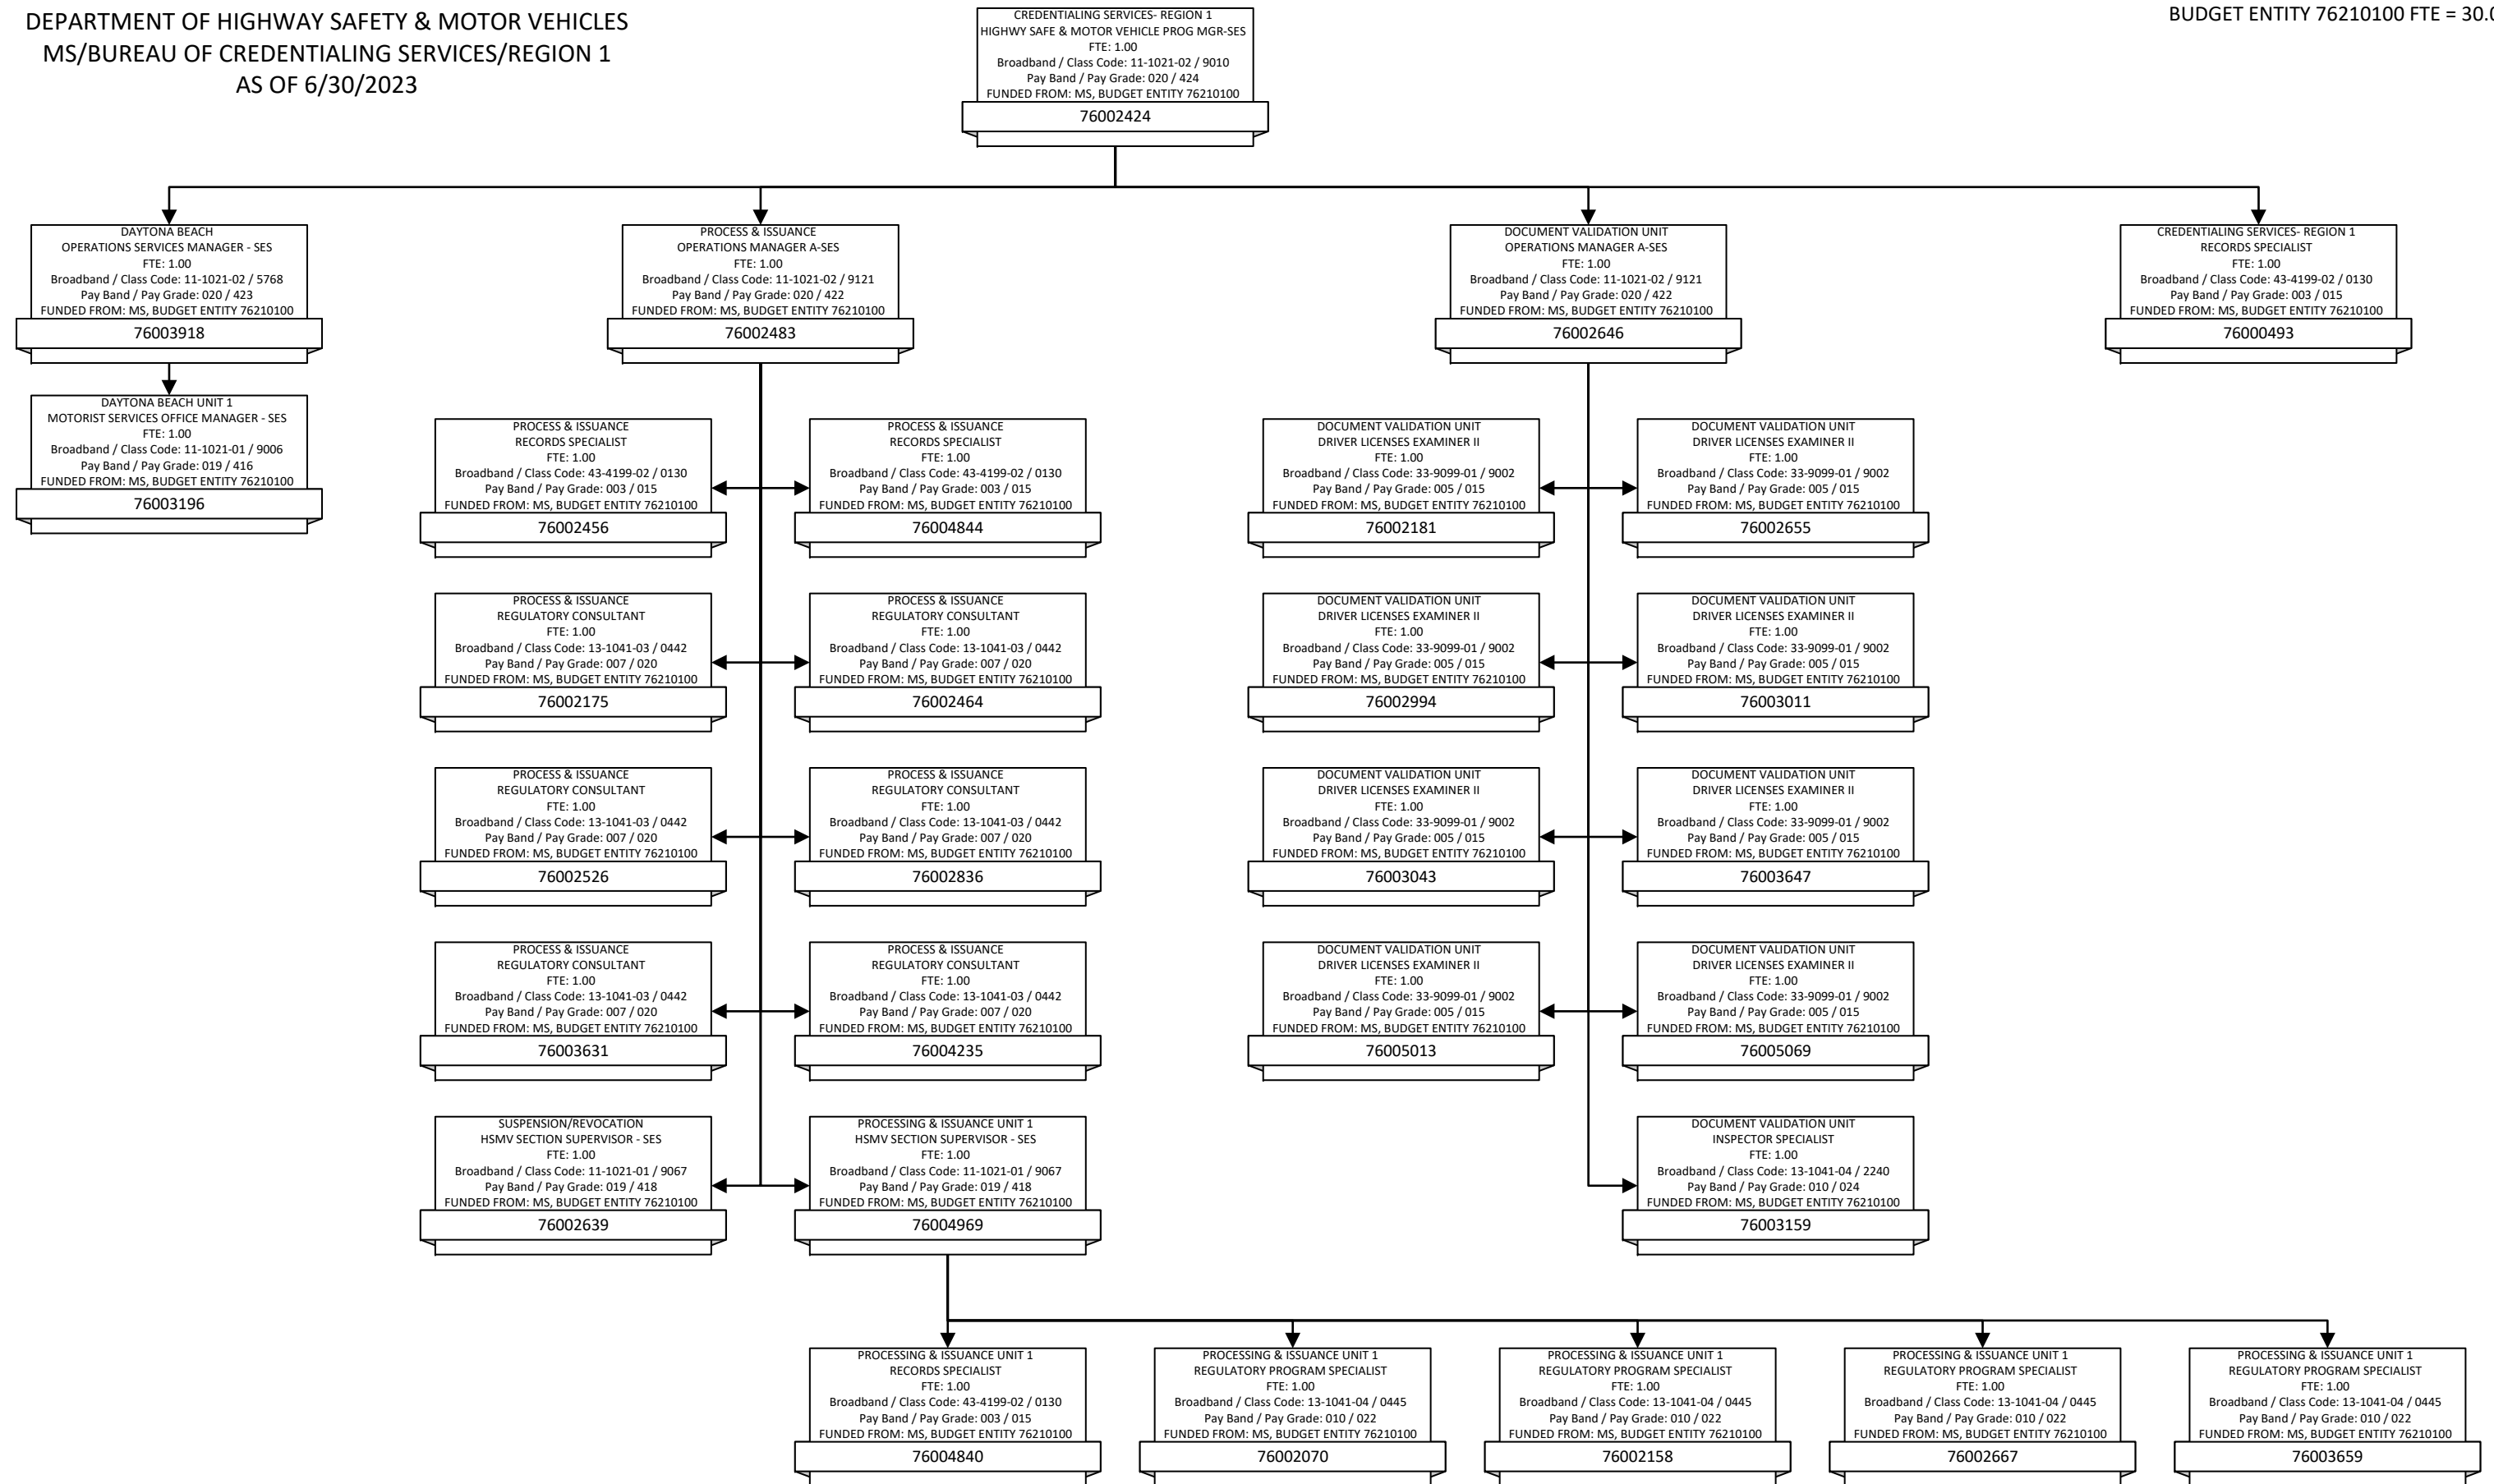 DEPARTMENT OF HIGHWAY SAFETY & MOTOR VEHICLES
MS/BUREAU OF CREDENTIALING SERVICES/REGION 1
AS OF 6/30/2023
BUDGET ENTITY 76210100 FTE = 30.0
CREDENTIALING SERVICES- REGION 1
HIGHWY SAFE & MOTOR VEHICLE PROG MGR-SES
FTE: 1.00
Broadband / Class Code: 11-1021-02 / 9010
Pay Band / Pay Grade: 020 / 424
FUNDED FROM: MS, BUDGET ENTITY 76210100
76002424
DAYTONA BEACH
OPERATIONS SERVICES MANAGER - SES
FTE: 1.00
Broadband / Class Code: 11-1021-02 / 5768
Pay Band / Pay Grade: 020 / 423
FUNDED FROM: MS, BUDGET ENTITY 76210100
76003918
PROCESS & ISSUANCE
OPERATIONS MANAGER A-SES
FTE: 1.00
Broadband / Class Code: 11-1021-02 / 9121
Pay Band / Pay Grade: 020 / 422
FUNDED FROM: MS, BUDGET ENTITY 76210100
76002483
DOCUMENT VALIDATION UNIT
OPERATIONS MANAGER A-SES
FTE: 1.00
Broadband / Class Code: 11-1021-02 / 9121
Pay Band / Pay Grade: 020 / 422
FUNDED FROM: MS, BUDGET ENTITY 76210100
76002646
CREDENTIALING SERVICES- REGION 1
RECORDS SPECIALIST
FTE: 1.00
Broadband / Class Code: 43-4199-02 / 0130
Pay Band / Pay Grade: 003 / 015
FUNDED FROM: MS, BUDGET ENTITY 76210100
76000493
DAYTONA BEACH UNIT 1
MOTORIST SERVICES OFFICE MANAGER - SES
FTE: 1.00
Broadband / Class Code: 11-1021-01 / 9006
Pay Band / Pay Grade: 019 / 416
FUNDED FROM: MS, BUDGET ENTITY 76210100
76003196
PROCESS & ISSUANCE
RECORDS SPECIALIST
FTE: 1.00
Broadband / Class Code: 43-4199-02 / 0130
Pay Band / Pay Grade: 003 / 015
FUNDED FROM: MS, BUDGET ENTITY 76210100
76002456
PROCESS & ISSUANCE
RECORDS SPECIALIST
FTE: 1.00
Broadband / Class Code: 43-4199-02 / 0130
Pay Band / Pay Grade: 003 / 015
FUNDED FROM: MS, BUDGET ENTITY 76210100
76004844
DOCUMENT VALIDATION UNIT
DRIVER LICENSES EXAMINER II
FTE: 1.00
Broadband / Class Code: 33-9099-01 / 9002
Pay Band / Pay Grade: 005 / 015
FUNDED FROM: MS, BUDGET ENTITY 76210100
76002181
DOCUMENT VALIDATION UNIT
DRIVER LICENSES EXAMINER II
FTE: 1.00
Broadband / Class Code: 33-9099-01 / 9002
Pay Band / Pay Grade: 005 / 015
FUNDED FROM: MS, BUDGET ENTITY 76210100
76002655
PROCESS & ISSUANCE
REGULATORY CONSULTANT
FTE: 1.00
Broadband / Class Code: 13-1041-03 / 0442
Pay Band / Pay Grade: 007 / 020
FUNDED FROM: MS, BUDGET ENTITY 76210100
76002175
PROCESS & ISSUANCE
REGULATORY CONSULTANT
FTE: 1.00
Broadband / Class Code: 13-1041-03 / 0442
Pay Band / Pay Grade: 007 / 020
FUNDED FROM: MS, BUDGET ENTITY 76210100
76002464
DOCUMENT VALIDATION UNIT
DRIVER LICENSES EXAMINER II
FTE: 1.00
Broadband / Class Code: 33-9099-01 / 9002
Pay Band / Pay Grade: 005 / 015
FUNDED FROM: MS, BUDGET ENTITY 76210100
76002994
DOCUMENT VALIDATION UNIT
DRIVER LICENSES EXAMINER II
FTE: 1.00
Broadband / Class Code: 33-9099-01 / 9002
Pay Band / Pay Grade: 005 / 015
FUNDED FROM: MS, BUDGET ENTITY 76210100
76003011
PROCESS & ISSUANCE
REGULATORY CONSULTANT
FTE: 1.00
Broadband / Class Code: 13-1041-03 / 0442
Pay Band / Pay Grade: 007 / 020
FUNDED FROM: MS, BUDGET ENTITY 76210100
76002526
PROCESS & ISSUANCE
REGULATORY CONSULTANT
FTE: 1.00
Broadband / Class Code: 13-1041-03 / 0442
Pay Band / Pay Grade: 007 / 020
FUNDED FROM: MS, BUDGET ENTITY 76210100
76002836
DOCUMENT VALIDATION UNIT
DRIVER LICENSES EXAMINER II
FTE: 1.00
Broadband / Class Code: 33-9099-01 / 9002
Pay Band / Pay Grade: 005 / 015
FUNDED FROM: MS, BUDGET ENTITY 76210100
76003043
DOCUMENT VALIDATION UNIT
DRIVER LICENSES EXAMINER II
FTE: 1.00
Broadband / Class Code: 33-9099-01 / 9002
Pay Band / Pay Grade: 005 / 015
FUNDED FROM: MS, BUDGET ENTITY 76210100
76003647
PROCESS & ISSUANCE
REGULATORY CONSULTANT
FTE: 1.00
Broadband / Class Code: 13-1041-03 / 0442
Pay Band / Pay Grade: 007 / 020
FUNDED FROM: MS, BUDGET ENTITY 76210100
76003631
PROCESS & ISSUANCE
REGULATORY CONSULTANT
FTE: 1.00
Broadband / Class Code: 13-1041-03 / 0442
Pay Band / Pay Grade: 007 / 020
FUNDED FROM: MS, BUDGET ENTITY 76210100
76004235
DOCUMENT VALIDATION UNIT
DRIVER LICENSES EXAMINER II
FTE: 1.00
Broadband / Class Code: 33-9099-01 / 9002
Pay Band / Pay Grade: 005 / 015
FUNDED FROM: MS, BUDGET ENTITY 76210100
76005013
DOCUMENT VALIDATION UNIT
DRIVER LICENSES EXAMINER II
FTE: 1.00
Broadband / Class Code: 33-9099-01 / 9002
Pay Band / Pay Grade: 005 / 015
FUNDED FROM: MS, BUDGET ENTITY 76210100
76005069
SUSPENSION/REVOCATION
HSMV SECTION SUPERVISOR - SES
FTE: 1.00
Broadband / Class Code: 11-1021-01 / 9067
Pay Band / Pay Grade: 019 / 418
FUNDED FROM: MS, BUDGET ENTITY 76210100
76002639
PROCESSING & ISSUANCE UNIT 1
HSMV SECTION SUPERVISOR - SES
FTE: 1.00
Broadband / Class Code: 11-1021-01 / 9067
Pay Band / Pay Grade: 019 / 418
FUNDED FROM: MS, BUDGET ENTITY 76210100
76004969
DOCUMENT VALIDATION UNIT
INSPECTOR SPECIALIST
FTE: 1.00
Broadband / Class Code: 13-1041-04 / 2240
Pay Band / Pay Grade: 010 / 024
FUNDED FROM: MS, BUDGET ENTITY 76210100
76003159
PROCESSING & ISSUANCE UNIT 1
RECORDS SPECIALIST
FTE: 1.00
Broadband / Class Code: 43-4199-02 / 0130
Pay Band / Pay Grade: 003 / 015
FUNDED FROM: MS, BUDGET ENTITY 76210100
76004840
PROCESSING & ISSUANCE UNIT 1
REGULATORY PROGRAM SPECIALIST
FTE: 1.00
Broadband / Class Code: 13-1041-04 / 0445
Pay Band / Pay Grade: 010 / 022
FUNDED FROM: MS, BUDGET ENTITY 76210100
76002070
PROCESSING & ISSUANCE UNIT 1
REGULATORY PROGRAM SPECIALIST
FTE: 1.00
Broadband / Class Code: 13-1041-04 / 0445
Pay Band / Pay Grade: 010 / 022
FUNDED FROM: MS, BUDGET ENTITY 76210100
76002158
PROCESSING & ISSUANCE UNIT 1
REGULATORY PROGRAM SPECIALIST
FTE: 1.00
Broadband / Class Code: 13-1041-04 / 0445
Pay Band / Pay Grade: 010 / 022
FUNDED FROM: MS, BUDGET ENTITY 76210100
76002667
PROCESSING & ISSUANCE UNIT 1
REGULATORY PROGRAM SPECIALIST
FTE: 1.00
Broadband / Class Code: 13-1041-04 / 0445
Pay Band / Pay Grade: 010 / 022
FUNDED FROM: MS, BUDGET ENTITY 76210100
76003659